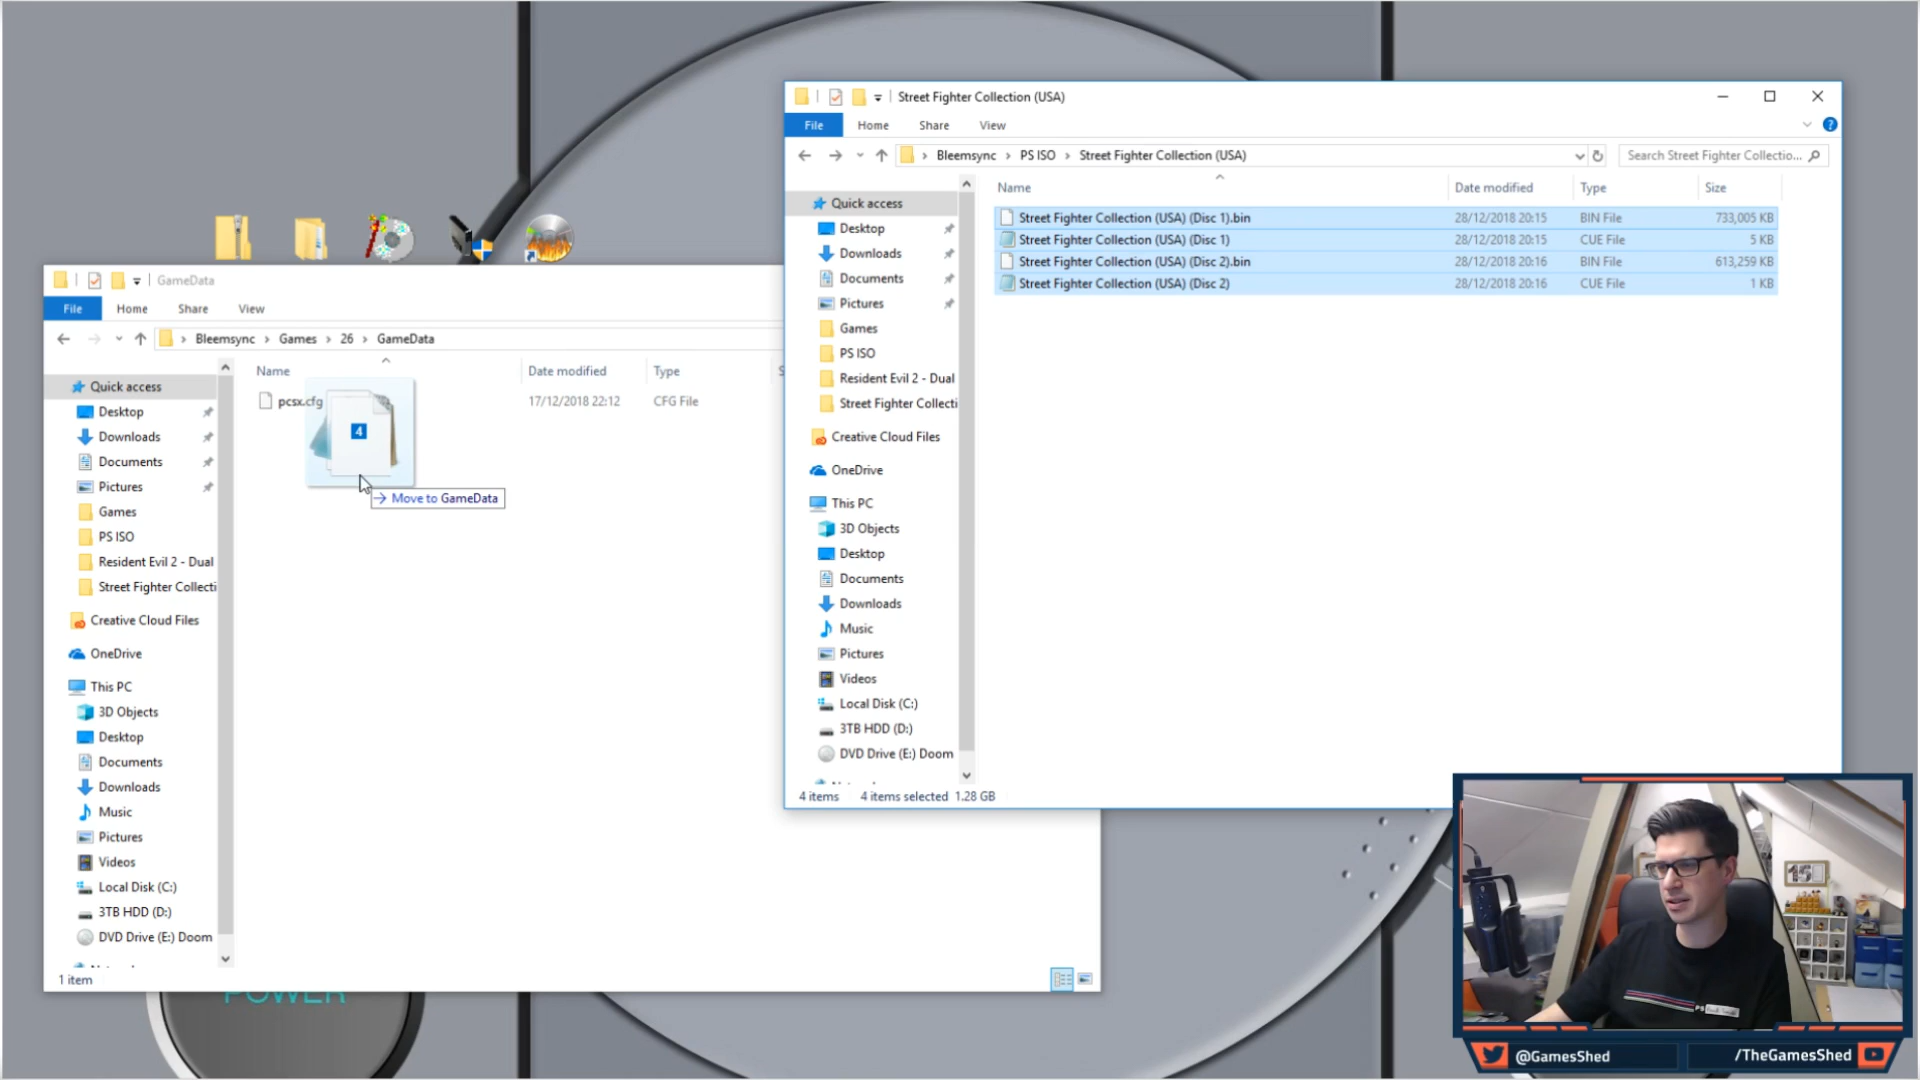 Street Fighter Collection (USA)
File Home Share View
Bleemsync PS ISO Street Fighter Collection (USA)
Search Street Fighter Collectio...
Name Date modified Type Size
Street Fighter Collection (USA) (Disc 1).bin 28/12/2018 20:15 BIN File 733,005 KB
Street Fighter Collection (USA) (Disc 1) 28/12/2018 20:15 CUE File 5 KB
Street Fighter Collection (USA) (Disc 2).bin 28/12/2018 20:16 BIN File 613,259 KB
Street Fighter Collection (USA) (Disc 2) 28/12/2018 20:16 CUE File 1 KB
Quick access
Desktop
Downloads
Documents
Pictures
Games
PS ISO
Resident Evil 2 - Dual
Street Fighter Collecti
Creative Cloud Files
OneDrive
This PC
3D Objects
Desktop
Documents
Downloads
Music
Pictures
Videos
Local Disk (C:)
3TB HDD (D:)
DVD Drive (E:) Doom
4 items 4 items selected 1.28 GB
GameData
File Home Share View
Bleemsync Games 26 GameData
Name Date modified Type S
pcsx.cfg 17/12/2018 22:12 CFG File
4
Move to GameData
Quick access
Desktop
Downloads
Documents
Pictures
Games
PS ISO
Resident Evil 2 - Dual
Street Fighter Collecti
Creative Cloud Files
OneDrive
This PC
3D Objects
Desktop
Documents
Downloads
Music
Pictures
Videos
Local Disk (C:)
3TB HDD (D:)
DVD Drive (E:) Doom
1 item
POWER
@GamesShed
/TheGamesShed